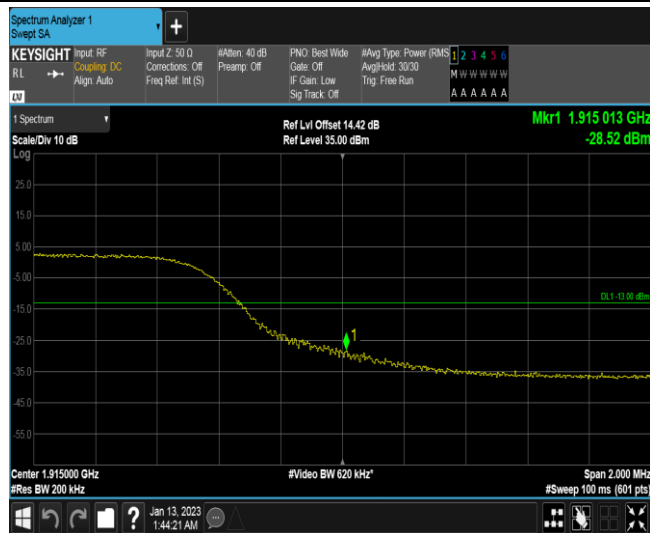 Spectrum Analyzer 1
Swept SA
+
KEYSIGHT
RL
LXI
Input: RF
Coupling: DC
Align: Auto
Input Z: 50 Ω
Corrections: Off
Freq Ref: Int (S)
#Atten: 40 dB
Preamp: Off
PNO: Best Wide
Gate: Off
IF Gain: Low
Sig Track: Off
#Avg Type: Power (RMS
Avg|Hold: 30/30
Trig: Free Run
1 2 3 4 5 6
M W W W W W
A A A A A A
1 Spectrum
Scale/Div 10 dB
Log
Ref Lvl Offset 14.42 dB
Ref Level 35.00 dBm
Mkr1 1.915 013 GHz
-28.52 dBm
25.0
15.0
5.00
-5.00
DL1 -13.00 dBm
-15.0
-25.0
1
-35.0
-45.0
-55.0
Center 1.915000 GHz
#Res BW 200 kHz
#Video BW 620 kHz*
Span 2.000 MHz
#Sweep 100 ms (601 pts)
?
Jan 13, 2023
1:44:21 AM